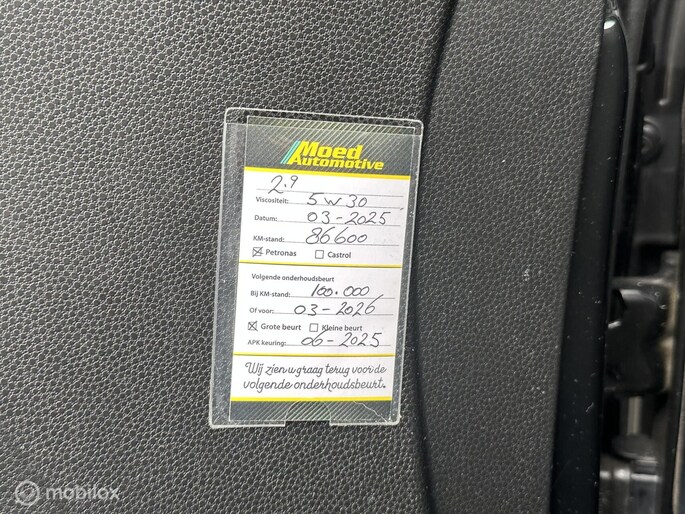 Moed
Automotive
2.9
Viscositeit: 5W30
Datum: 03-2025
KM-stand: 86600
Petronas Castrol
Volgende onderhoudsbeurt
Bij KM-stand: 100.000
Of voor: 03-2026
Grote beurt Kleine beurt
APK keuring: 06-2025
Wij zien u graag terug voor de
volgende onderhoudsbeurt.
mobilox